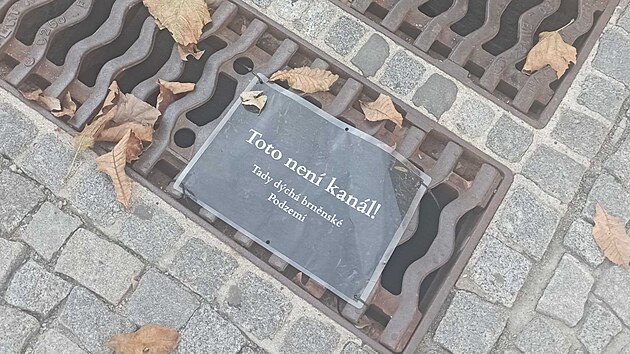 Toto není kanál!
Tady dýchá brněnské
Podzemí